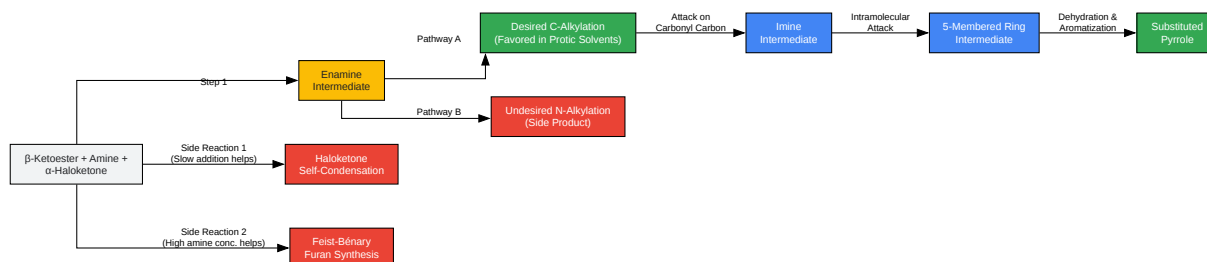 Pathway A
Desired C-Alkylation
(Favored in Protic Solvents)
Attack on
Carbonyl Carbon
Imine
Intermediate
Intramolecular
Attack
5-Membered Ring
Intermediate
Dehydration &
Aromatization
Substituted
Pyrrole
Step 1
Enamine
Intermediate
Pathway B
Undesired N-Alkylation
(Side Product)
β-Ketoester + Amine +
α-Haloketone
Side Reaction 1
(Slow addition helps)
Haloketone
Self-Condensation
Side Reaction 2
(High amine conc. helps)
Feist-Bénary
Furan Synthesis